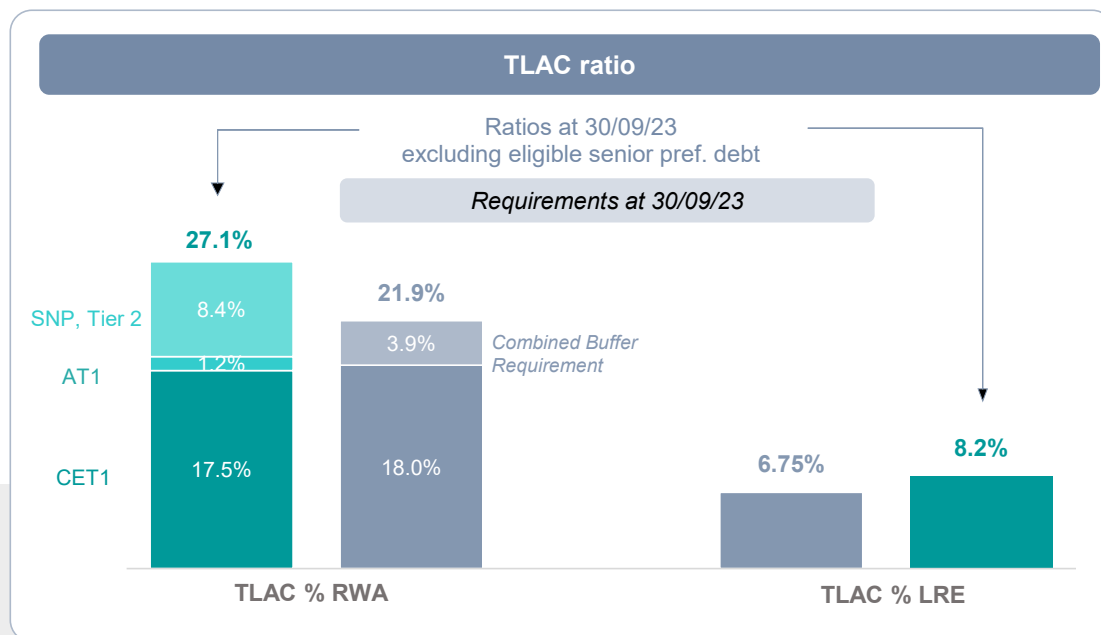 TLAC ratio
Ratios at 30/09/23
excluding eligible senior pref. debt
Requirements at 30/09/23
27.1%
21.9%
SNP, Tier 2
8.4%
3.9%
Combined Buffer
Requirement
1.2%
AT1
CET1
17.5%
18.0%
6.75%
8.2%
TLAC % RWA
TLAC % LRE